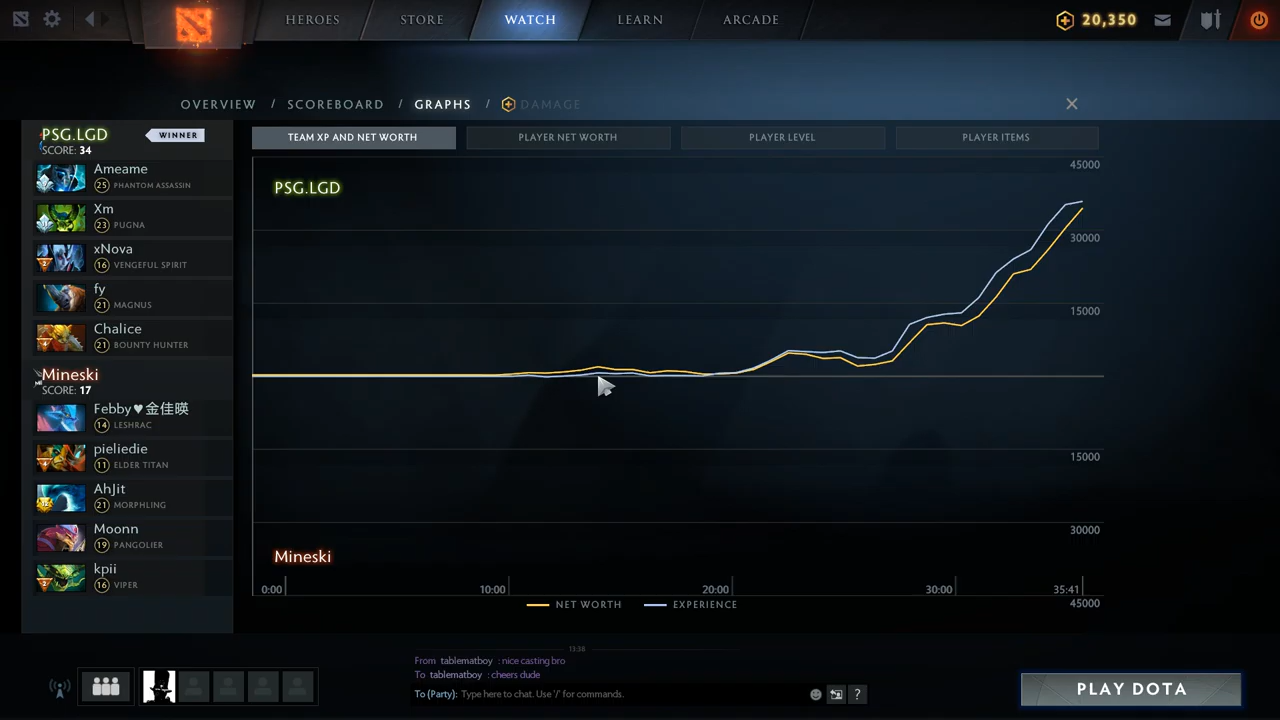 HEROES
STORE
WATCH
LEARN
ARCADE
20,350
OVERVIEW / SCOREBOARD / GRAPHS / DAMAGE
PSG.LGD
WINNER
SCORE: 34
Ameame
25 PHANTOM ASSASSIN
Xm
23 PUGNA
xNova
16 VENGEFUL SPIRIT
fy
21 MAGNUS
Chalice
21 BOUNTY HUNTER
Mineski
SCORE: 17
Febby♥金佳暎
14 LESHRAC
pieliedie
11 ELDER TITAN
AhJit
21 MORPHLING
Moonn
19 PANGOLIER
kpii
16 VIPER
TEAM XP AND NET WORTH
PLAYER NET WORTH
PLAYER LEVEL
PLAYER ITEMS
PSG.LGD
45000
30000
15000
15000
30000
45000
Mineski
0:00
10:00
20:00
30:00
35:41
NET WORTH
EXPERIENCE
13:38
From tablematboy : nice casting bro
To tablematboy : cheers dude
To (Party): Type here to chat. Use '/' for commands.
?
PLAY DOTA